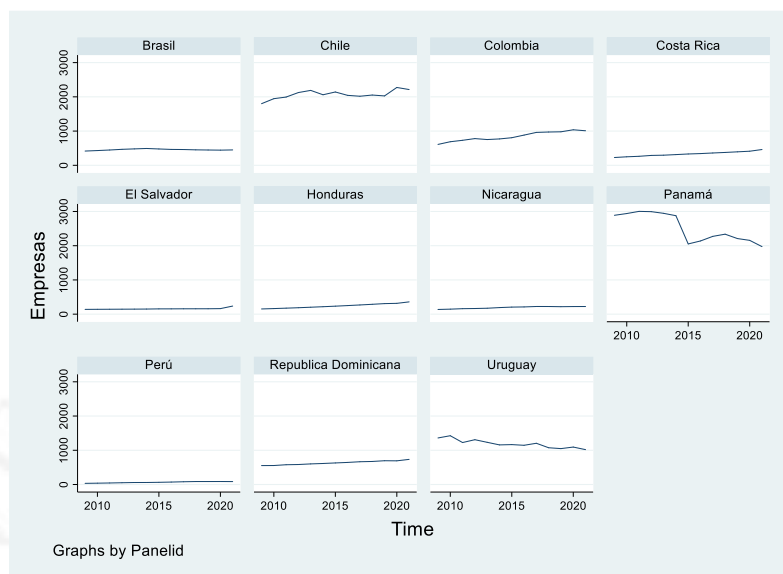 Brasil Chile Colombia Costa Rica
0 1000 2000 3000
El Salvador Honduras Nicaragua Panamá
0 1000 2000 3000
Empresas
2010 2015 2020
Perú Republica Dominicana Uruguay
0 1000 2000 3000
2010 2015 2020 2010 2015 2020 2010 2015 2020
Time
Graphs by Panelid